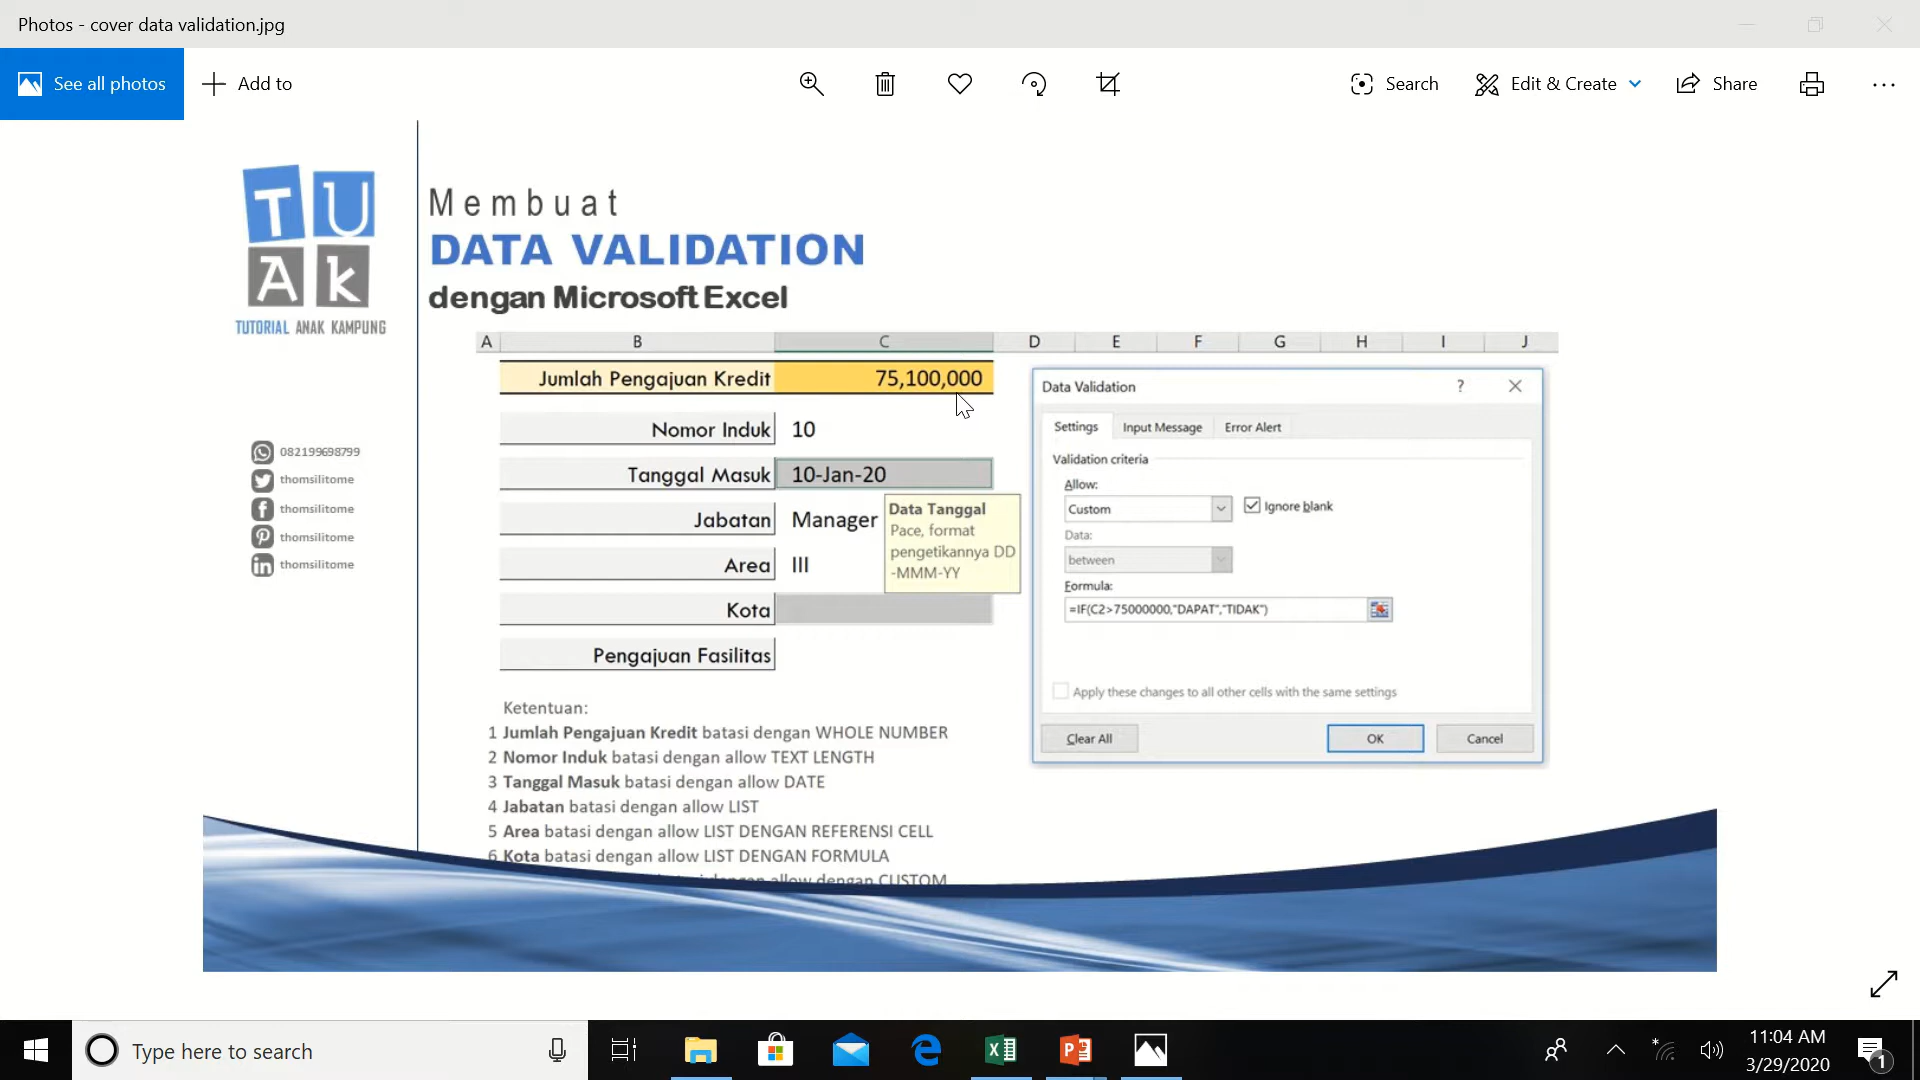 Photos - cover data validation.jpg
See all photos
Add to
Search
Edit & Create
Share
TUAk
TUTORIAL ANAK KAMPUNG
082199698799
thomsilitome
thomsilitome
thomsilitome
thomsilitome
Membuat
DATA VALIDATION
dengan Microsoft Excel
A B C D E F G H I J
Jumlah Pengajuan Kredit 75,100,000
Nomor Induk 10
Tanggal Masuk 10-Jan-20
Jabatan Manager
Area III
Kota
Pengajuan Fasilitas
Data Tanggal
Pace, format
pengetikannya DD
-MMM-YY
Ketentuan:
1 Jumlah Pengajuan Kredit batasi dengan WHOLE NUMBER
2 Nomor Induk batasi dengan allow TEXT LENGTH
3 Tanggal Masuk batasi dengan allow DATE
4 Jabatan batasi dengan allow LIST
5 Area batasi dengan allow LIST DENGAN REFERENSI CELL
6 Kota batasi dengan allow LIST DENGAN FORMULA
dengan allow dengan CUSTOM
Data Validation ?
Settings Input Message Error Alert
Validation criteria
Allow:
Custom Ignore blank
Data:
between
Formula:
=IF(C2>75000000,"DAPAT","TIDAK")
Apply these changes to all other cells with the same settings
Clear All OK Cancel
Type here to search
11:04 AM
3/29/2020
1